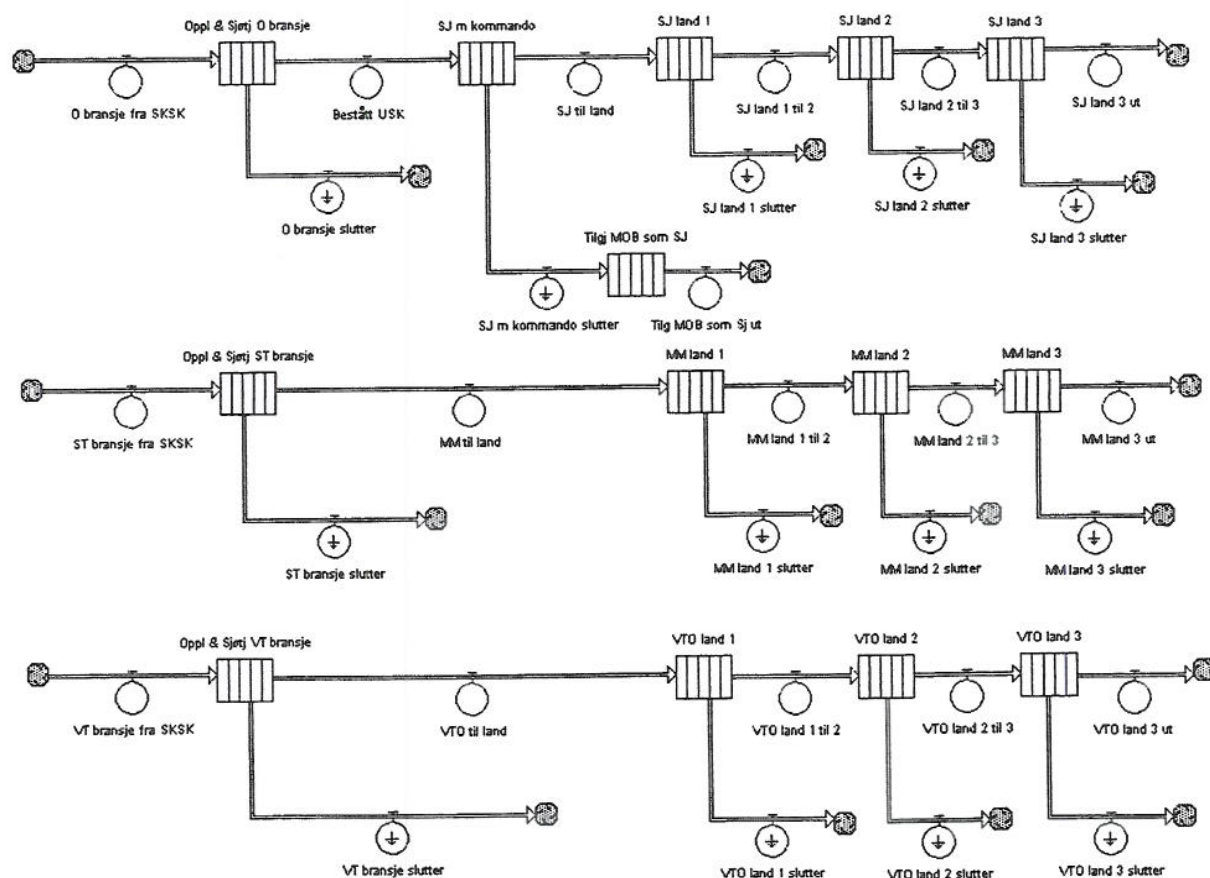 Oppl & Sjøtj O bransje
SJ m kommando
SJ land 1
SJ land 2
SJ land 3
O bransje fra SKSK
Bestått USK
SJ til land
SJ land 1 til 2
SJ land 2 til 3
SJ land 3 ut
O bransje slutter
SJ land 1 slutter
SJ land 2 slutter
SJ land 3 slutter
Tilgj MOB som SJ
SJ m kommando slutter
Tilg MOB som Sj ut
Oppl & Sjøtj ST bransje
MM land 1
MM land 2
MM land 3
ST bransje fra SKSK
MM til land
MM land 1 til 2
MM land 2 til 3
MM land 3 ut
ST bransje slutter
MM land 1 slutter
MM land 2 slutter
MM land 3 slutter
Oppl & Sjøtj VT bransje
VTO land 1
VTO land 2
VTO land 3
VT bransje fra SKSK
VTO til land
VTO land 1 til 2
VTO land 2 til 3
VTO land 3 ut
VT bransje slutter
VTO land 1 slutter
VTO land 2 slutter
VTO land 3 slutter